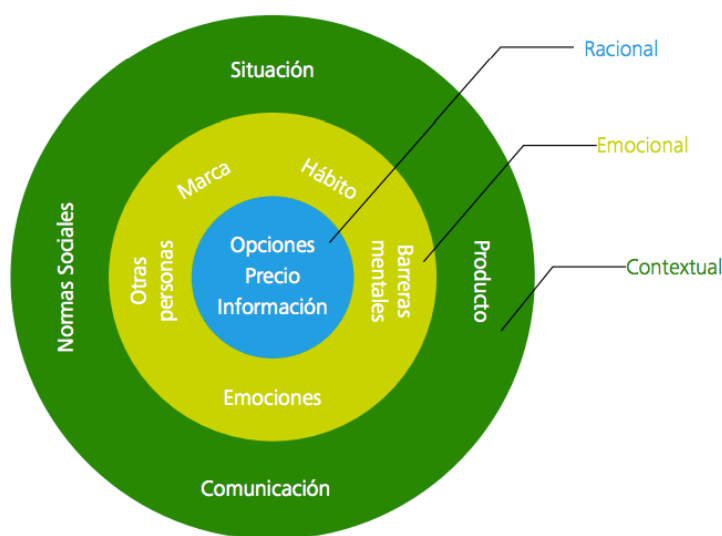 Situación
Racional
Emocional
Marca
Hábito
Normas Sociales
Otras
personas
Opciones
Precio
Información
Barreras
mentales
Producto
Contextual
Emociones
Comunicación